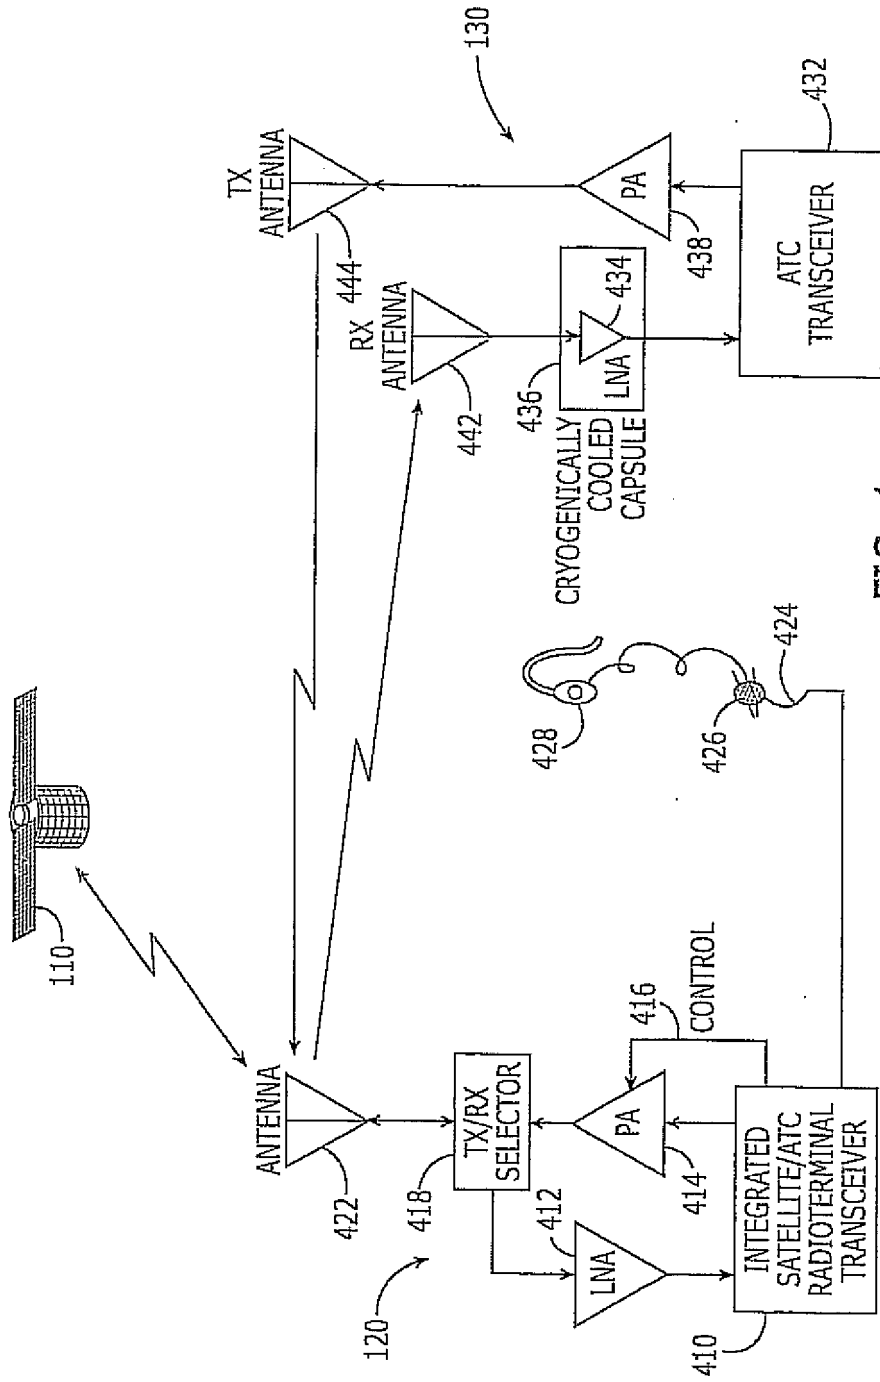 110
ANTENNA
422
TX/RX
SELECTOR
418
120
LNA
412
PA
414
416
CONTROL
INTEGRATED
SATELLITE/ATC
RADIOTERMINAL
TRANSCEIVER
410
428
426
424
TX
ANTENNA
444
130
RX
ANTENNA
442
436
434
LNA
CRYOGENICALLY
COOLED
CAPSULE
PA
438
ATC
TRANSCEIVER
432